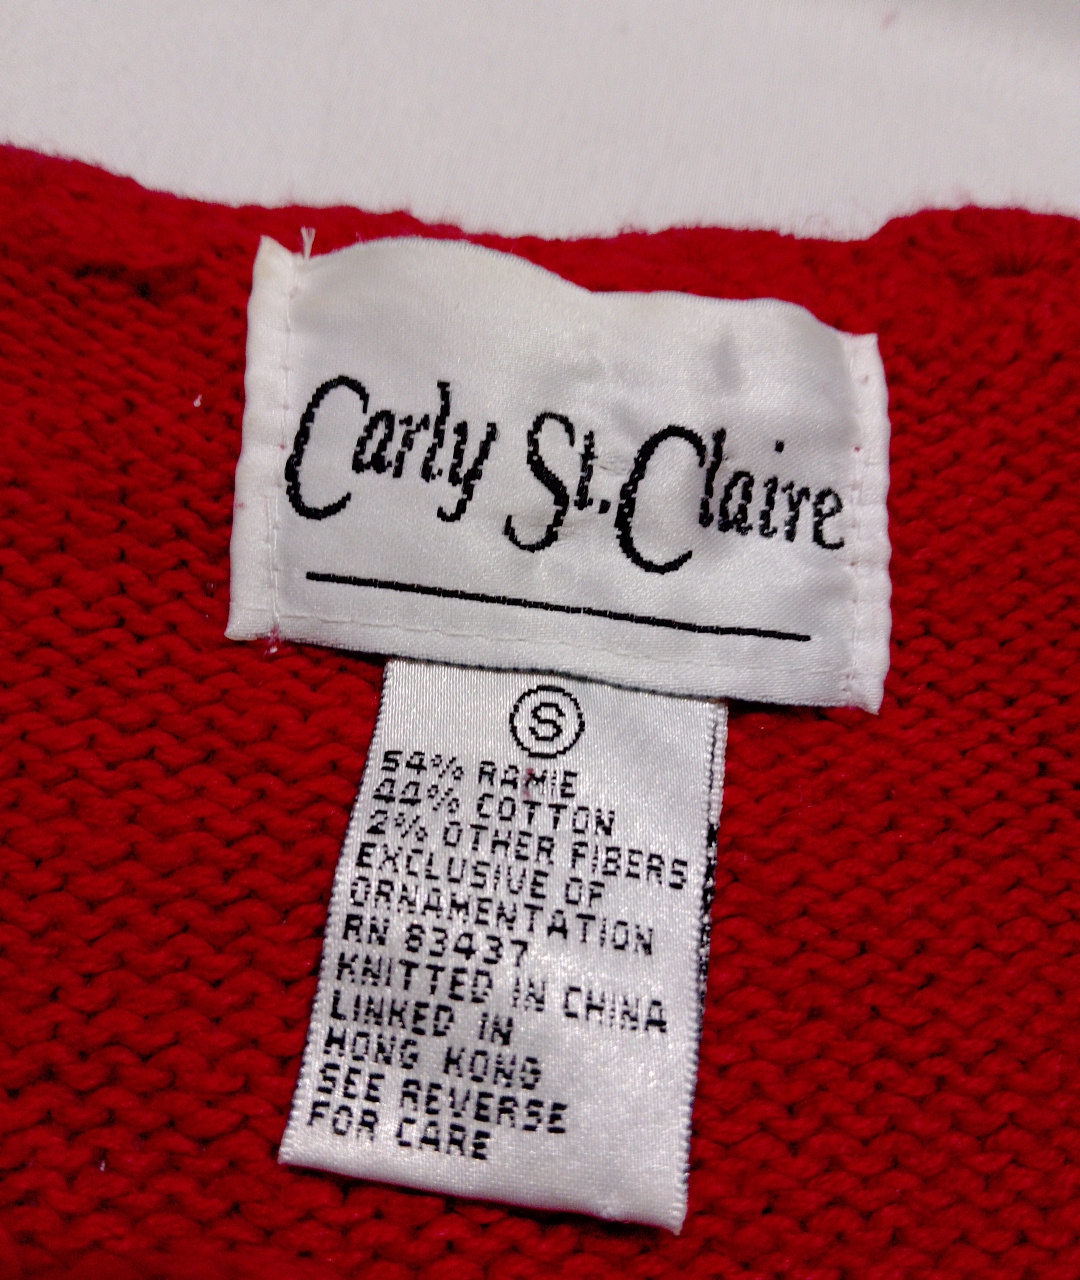 Carly St. Claire
S
54% RAMIE
44% COTTON
2% OTHER FIBERS
EXCLUSIVE OF
ORNAMENTATION
RN 83437
KNITTED IN CHINA
LINKED IN
HONG KONG
SEE REVERSE
FOR CARE